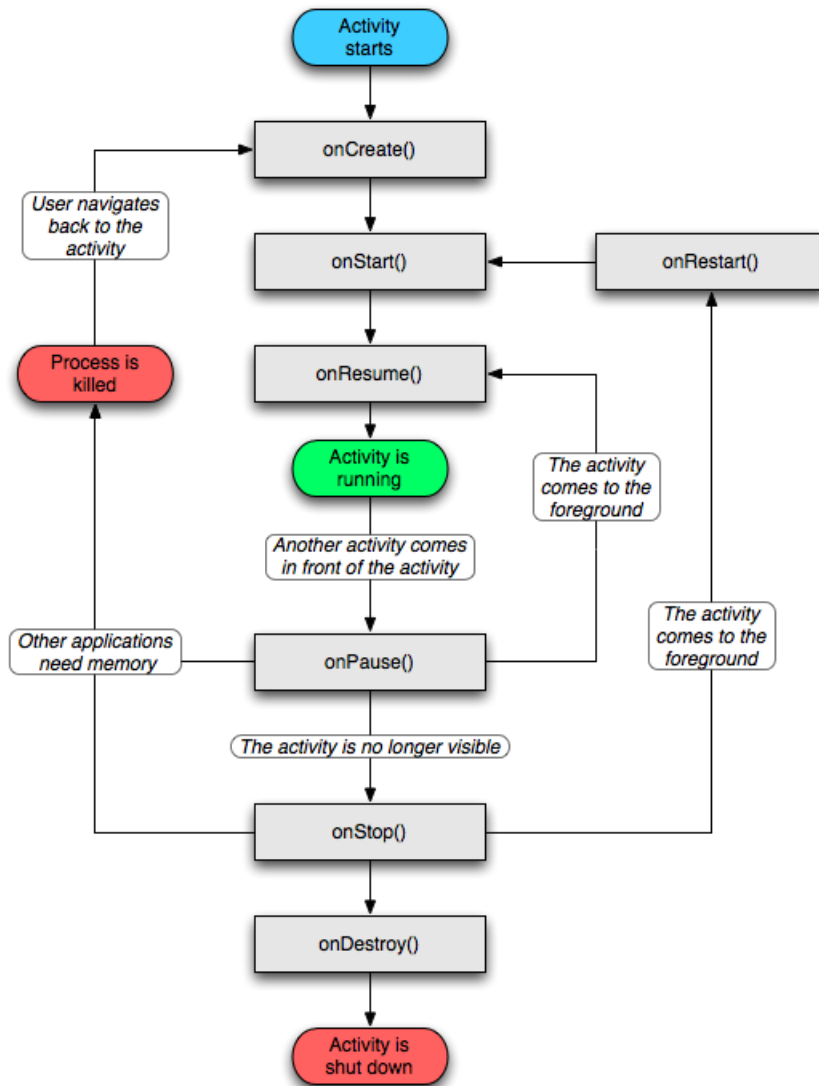 Activity
starts
onCreate()
User navigates
back to the
activity
onStart()
onRestart()
Process is
killed
onResume()
Activity is
running
The activity
comes to the
foreground
Another activity comes
in front of the activity
The activity
comes to the
foreground
Other applications
need memory
onPause()
The activity is no longer visible
onStop()
onDestroy()
Activity is
shut down